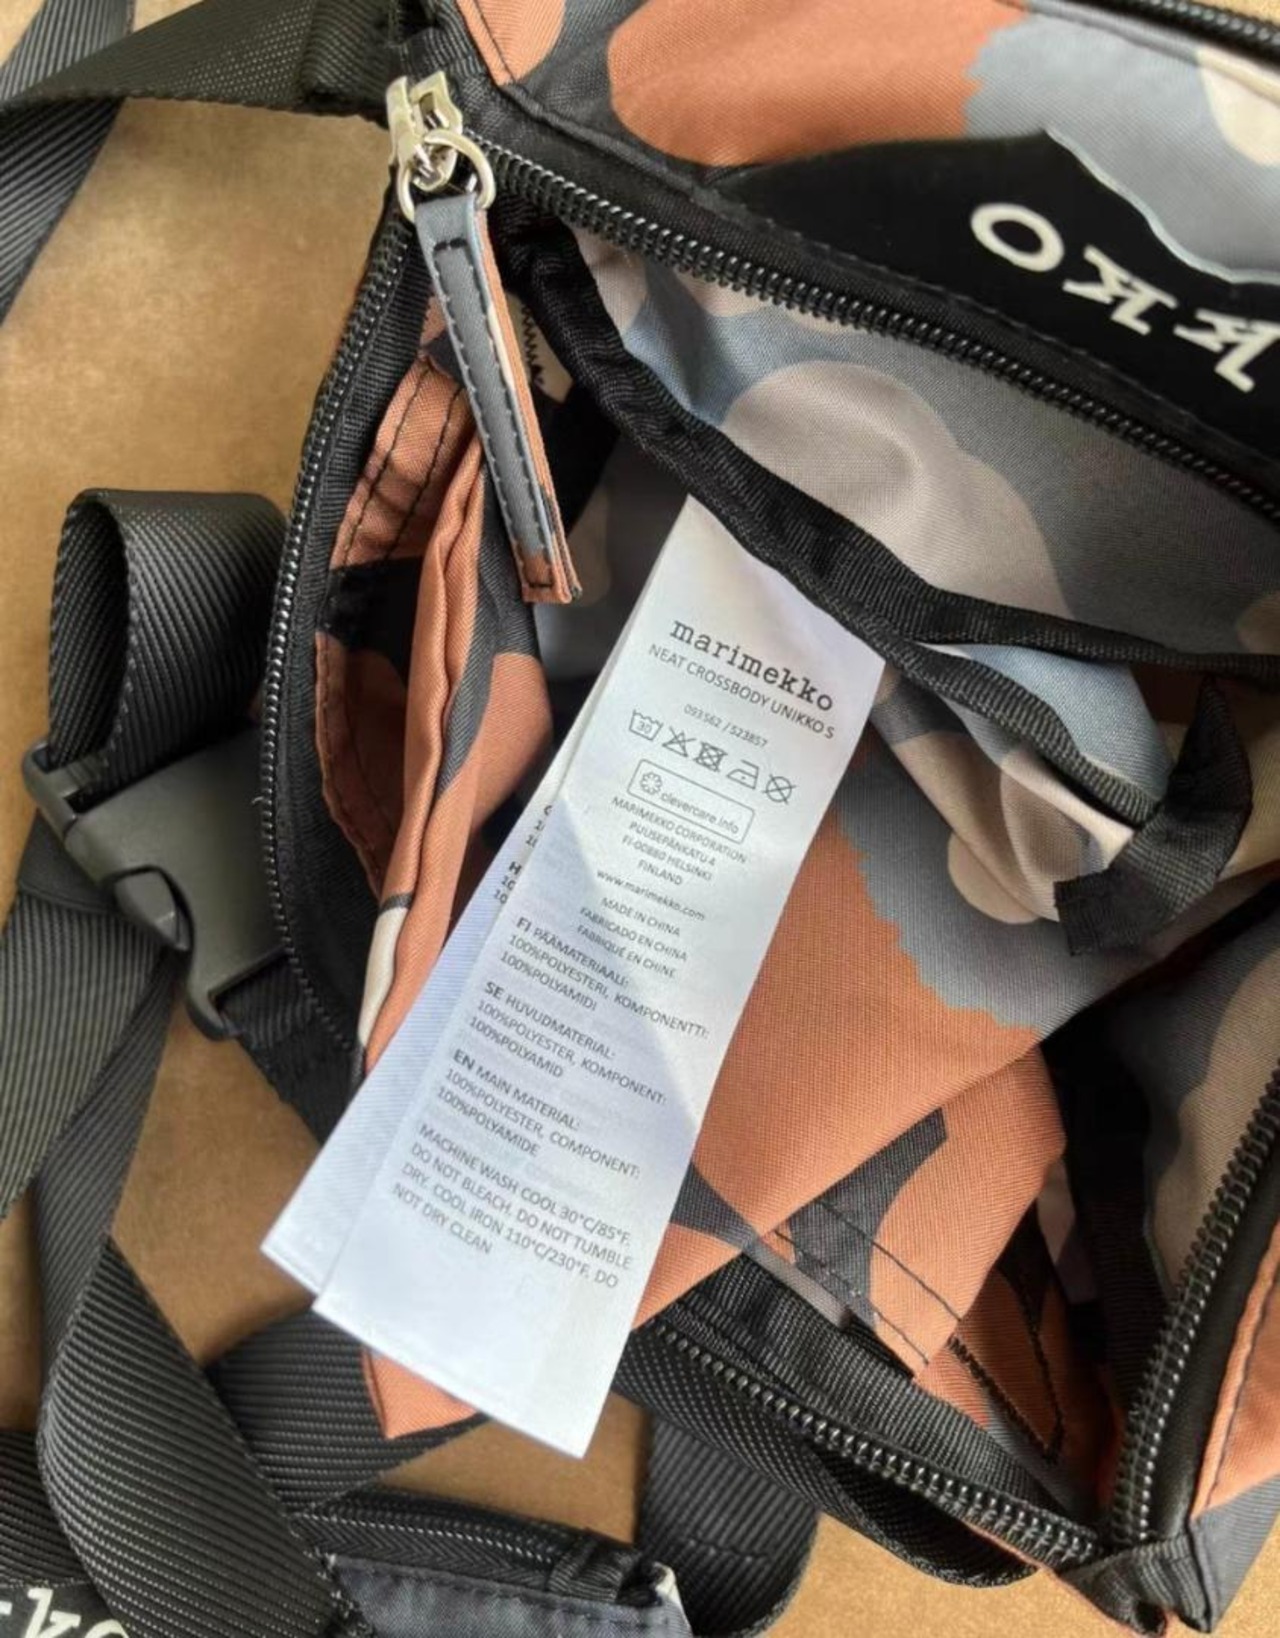 KKO
marimekko
NEAT CROSSBODY UNIKKO S
093562 / 523857
30
clevercare.info
MARIMEKKO CORPORATION
PUUSEPÄNKATU 4
FI-00880 HELSINKI
FINLAND
www.marimekko.com
MADE IN CHINA
FABRICADO EN CHINA
FABRIQUÉ EN CHINE
FI PÄÄMATERIAALI:
100%POLYESTERI, KOMPONENTTI:
100%POLYAMIDI
SE HUVUDMATERIAL:
100%POLYESTER, KOMPONENT:
100%POLYAMID
EN MAIN MATERIAL:
100%POLYESTER, COMPONENT:
100%POLYAMIDE
MACHINE WASH COOL 30°C/85°F.
DO NOT BLEACH. DO NOT TUMBLE
DRY. COOL IRON 110°C/230°F. DO
NOT DRY CLEAN